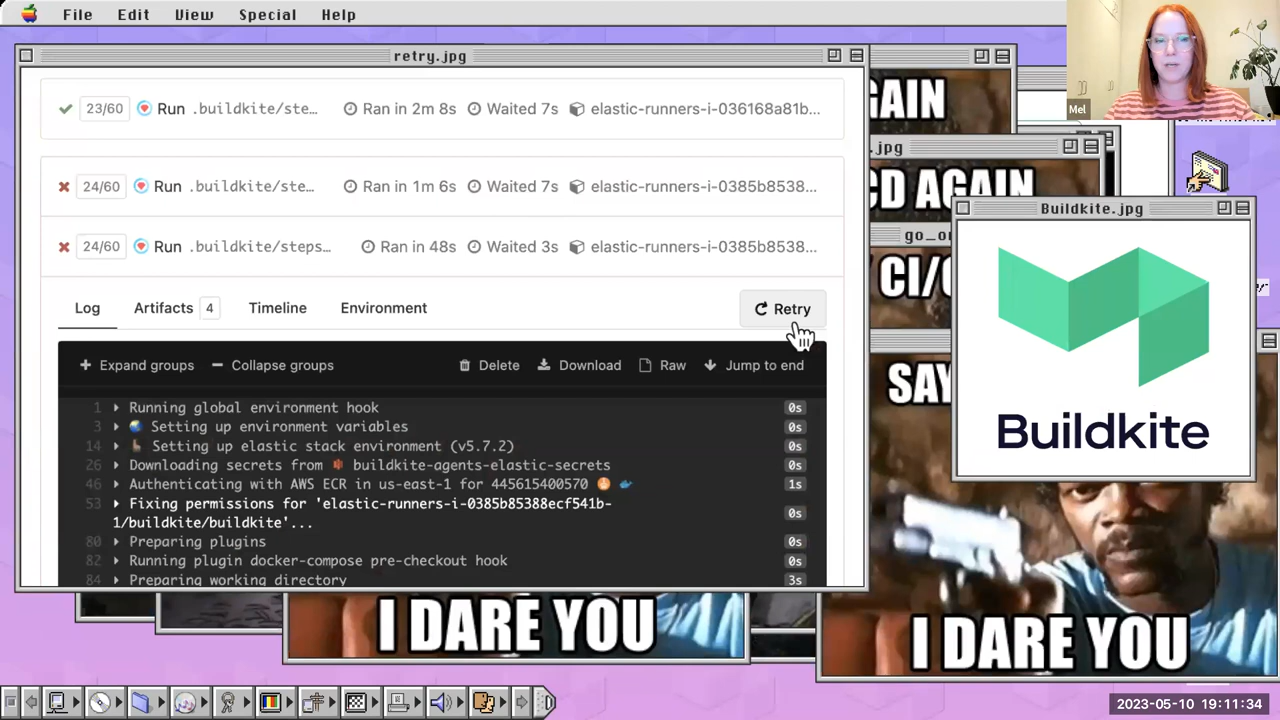 File Edit View Special Help
retry.jpg
23/60 Run .buildkite/ste... Ran in 2m 8s Waited 7s elastic-runners-i-036168a81b...
24/60 Run .buildkite/ste... Ran in 1m 6s Waited 7s elastic-runners-i-0385b8538...
24/60 Run .buildkite/steps... Ran in 48s Waited 3s elastic-runners-i-0385b8538...
Log Artifacts 4 Timeline Environment Retry
+ Expand groups − Collapse groups Delete Download Raw Jump to end
1 Running global environment hook 0s
3 Setting up environment variables 0s
14 Setting up elastic stack environment (v5.7.2) 0s
26 Downloading secrets from buildkite-agents-elastic-secrets 0s
46 Authenticating with AWS ECR in us-east-1 for 445615400570 1s
53 Fixing permissions for 'elastic-runners-i-0385b85388ecf541b-
1/buildkite/buildkite'... 0s
80 Preparing plugins 0s
82 Running plugin docker-compose pre-checkout hook 0s
84 Preparing working directory 3s
I DARE YOU
AGAIN
.jpg
CD AGAIN
CI/C
SAY
Buildkite.jpg
Buildkite
I DARE YOU
Mel
2023-05-10 19:11:34